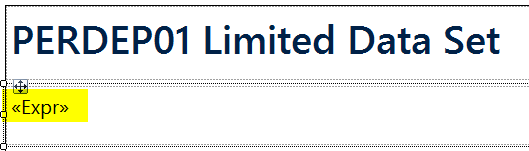 PERDEP01 Limited Data Set
«Expr»